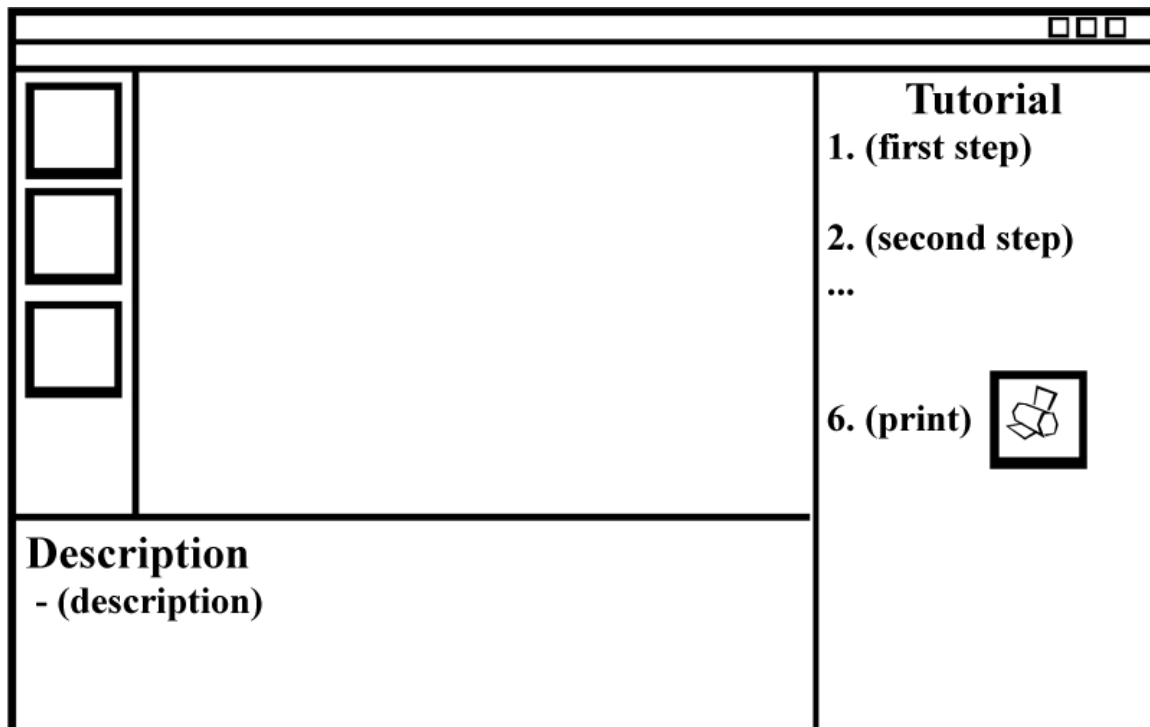 Tutorial
1. (first step)
2. (second step)
...
6. (print)
Description
- (description)